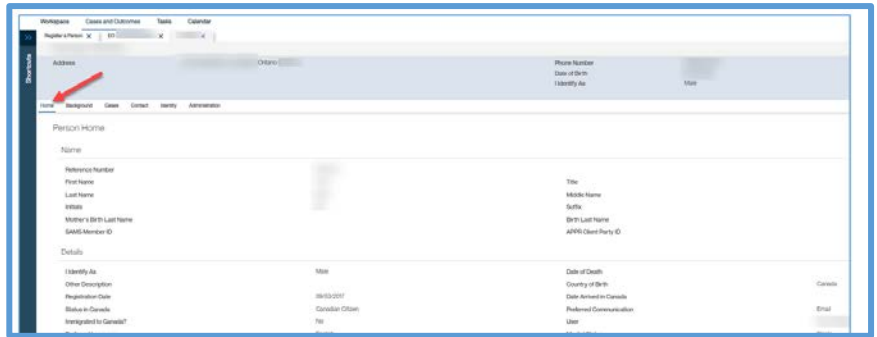 Workspace Cases and Outcomes Tasks Calendar
Register a Person X X
Shortcuts
Address Ontario Phone Number
Date of Birth
I Identify As Male
Home Background Cases Contact Identity Administration
Person Home
Name
Reference Number
First Name Title
Last Name Middle Name
Initials Suffix
Mother's Birth Last Name Birth Last Name
SAMS Member ID APPR Client Party ID
Details
I Identify As Male Date of Death
Other Description Country of Birth Canada
Registration Date 09/03/2017 Date Arrived in Canada
Status in Canada Canadian Citizen Preferred Communication Email
Immigrated to Canada? No User